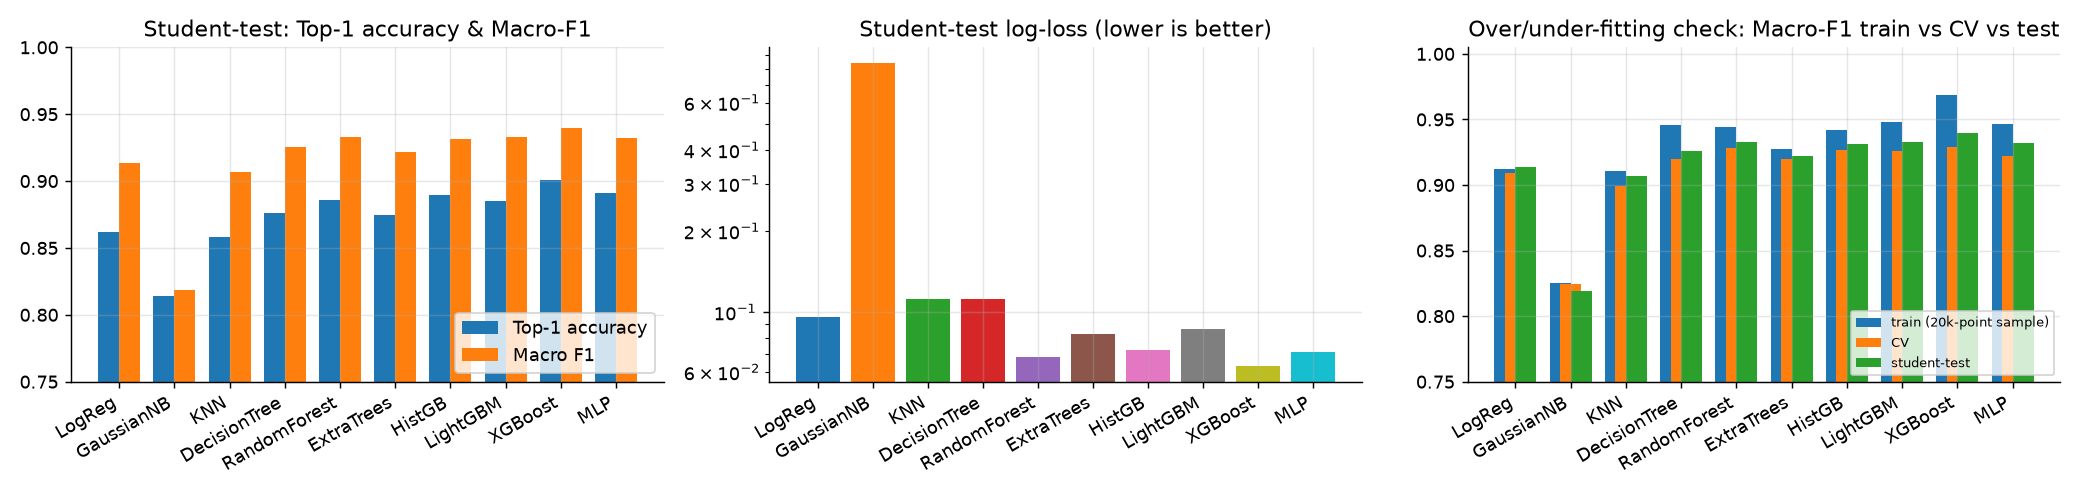 Student-test: Top-1 accuracy & Macro-F1
1.00
0.95
0.90
0.85
0.80
0.75
Top-1 accuracy
Macro F1
LogReg
GaussianNB
KNN
DecisionTree
RandomForest
ExtraTrees
HistGB
LightGBM
XGBoost
MLP
Student-test log-loss (lower is better)
6 × 10⁻¹
4 × 10⁻¹
3 × 10⁻¹
2 × 10⁻¹
10⁻¹
6 × 10⁻²
LogReg
GaussianNB
KNN
DecisionTree
RandomForest
ExtraTrees
HistGB
LightGBM
XGBoost
MLP
Over/under-fitting check: Macro-F1 train vs CV vs test
1.00
0.95
0.90
0.85
0.80
0.75
train (20k-point sample)
CV
student-test
LogReg
GaussianNB
KNN
DecisionTree
RandomForest
ExtraTrees
HistGB
LightGBM
XGBoost
MLP